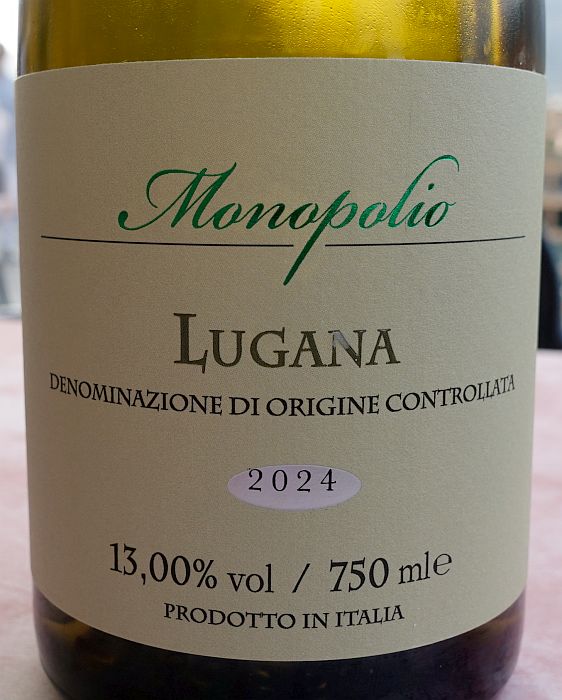 Monopolio
LUGANA
DENOMINAZIONE DI ORIGINE CONTROLLATA
2024
13,00% vol / 750 ml℮
PRODOTTO IN ITALIA